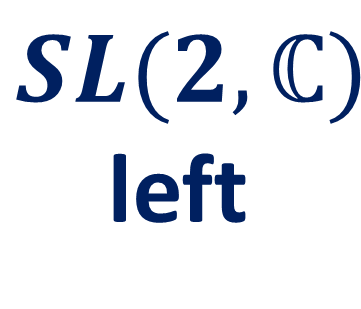 SL(2, ℂ)
left